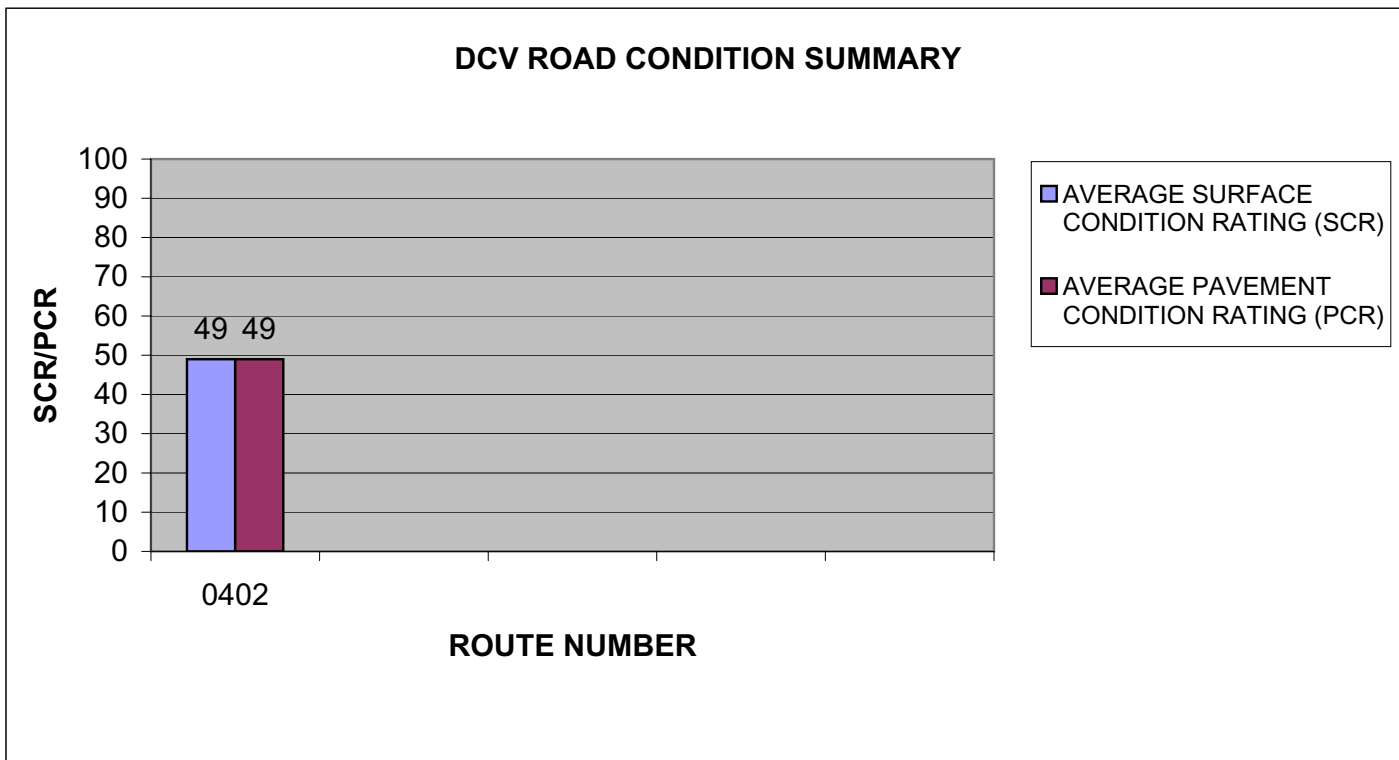 DCV ROAD CONDITION SUMMARY
100
90
80
70
60
50
40
30
20
10
0
SCR/PCR
49 49
0402
ROUTE NUMBER
AVERAGE SURFACE
CONDITION RATING (SCR)
AVERAGE PAVEMENT
CONDITION RATING (PCR)